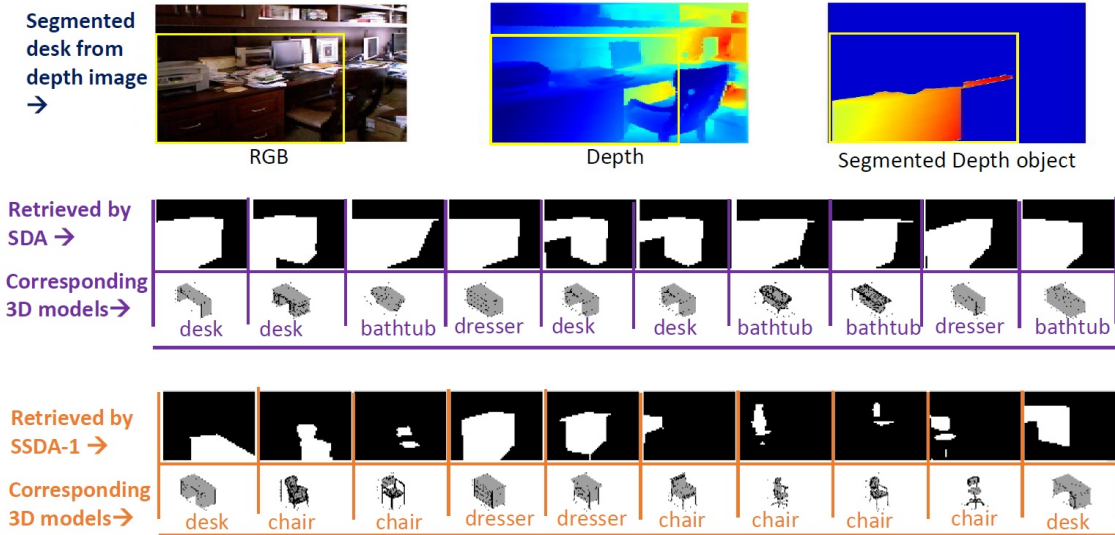 Segmented
desk from
depth image
→
RGB
Depth
Segmented Depth object
Retrieved by
SDA →
Corresponding
3D models→
desk
desk
bathtub
dresser
desk
desk
bathtub
bathtub
dresser
bathtub
Retrieved by
SSDA-1 →
Corresponding
3D models→
desk
chair
chair
dresser
dresser
chair
chair
chair
chair
desk